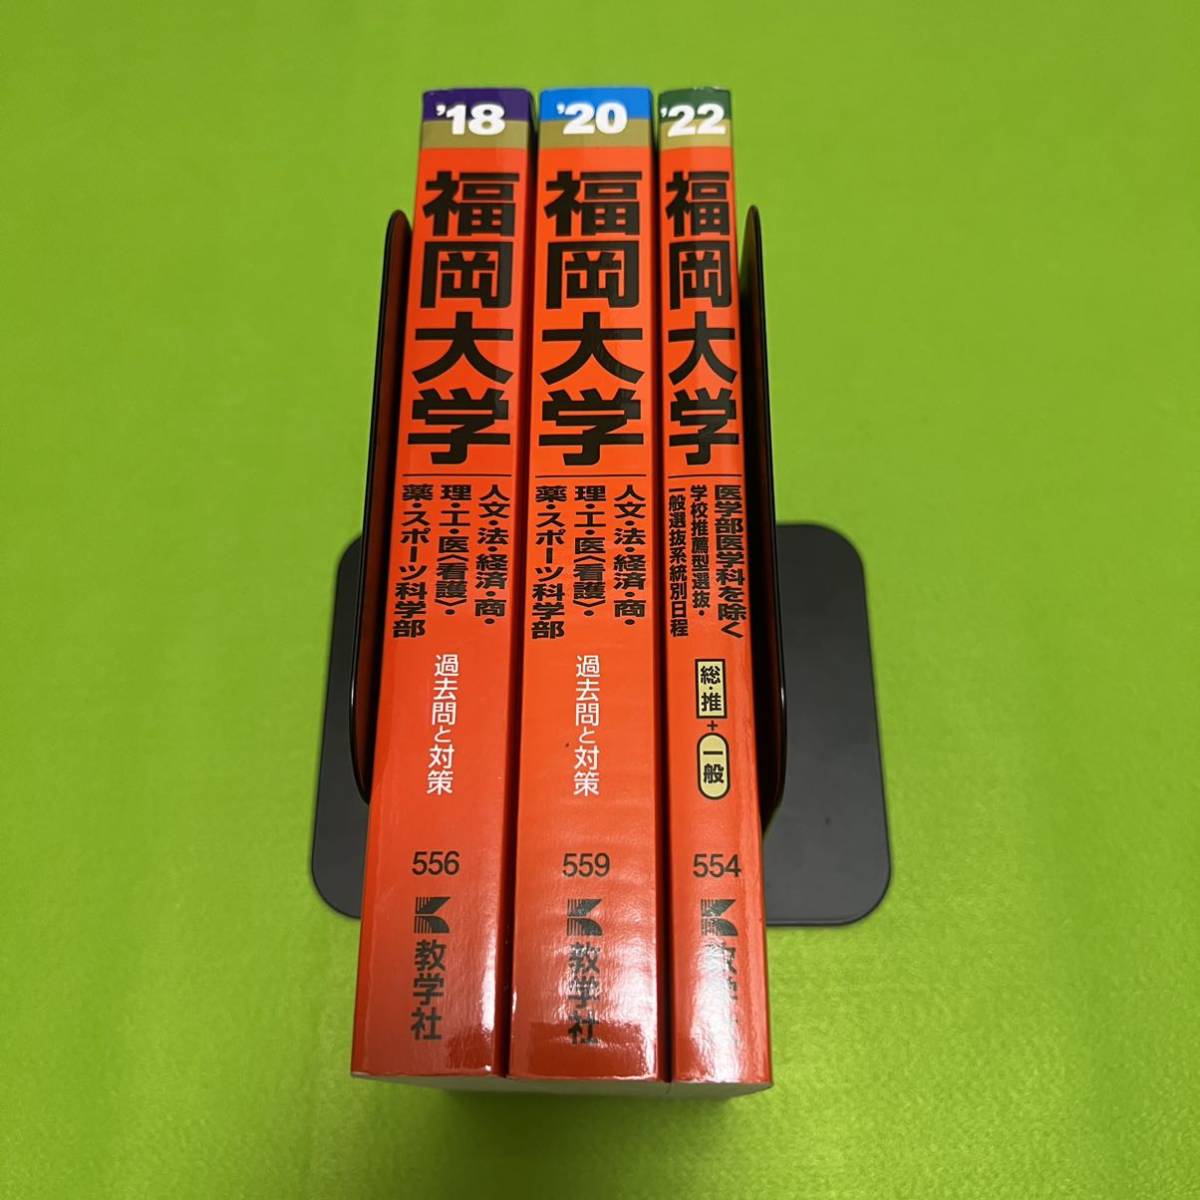 '18
福岡大学
人文・法・経済・商・
理・工・医〈看護〉・
薬・スポーツ科学部
過去問と対策
556
教学社
'20
福岡大学
人文・法・経済・商・
理・工・医〈看護〉・
薬・スポーツ科学部
過去問と対策
559
教学社
'22
福岡大学
医学部医学科を除く
学校推薦型選抜・
一般選抜系統別日程
総・推
+
一般
554
教学社